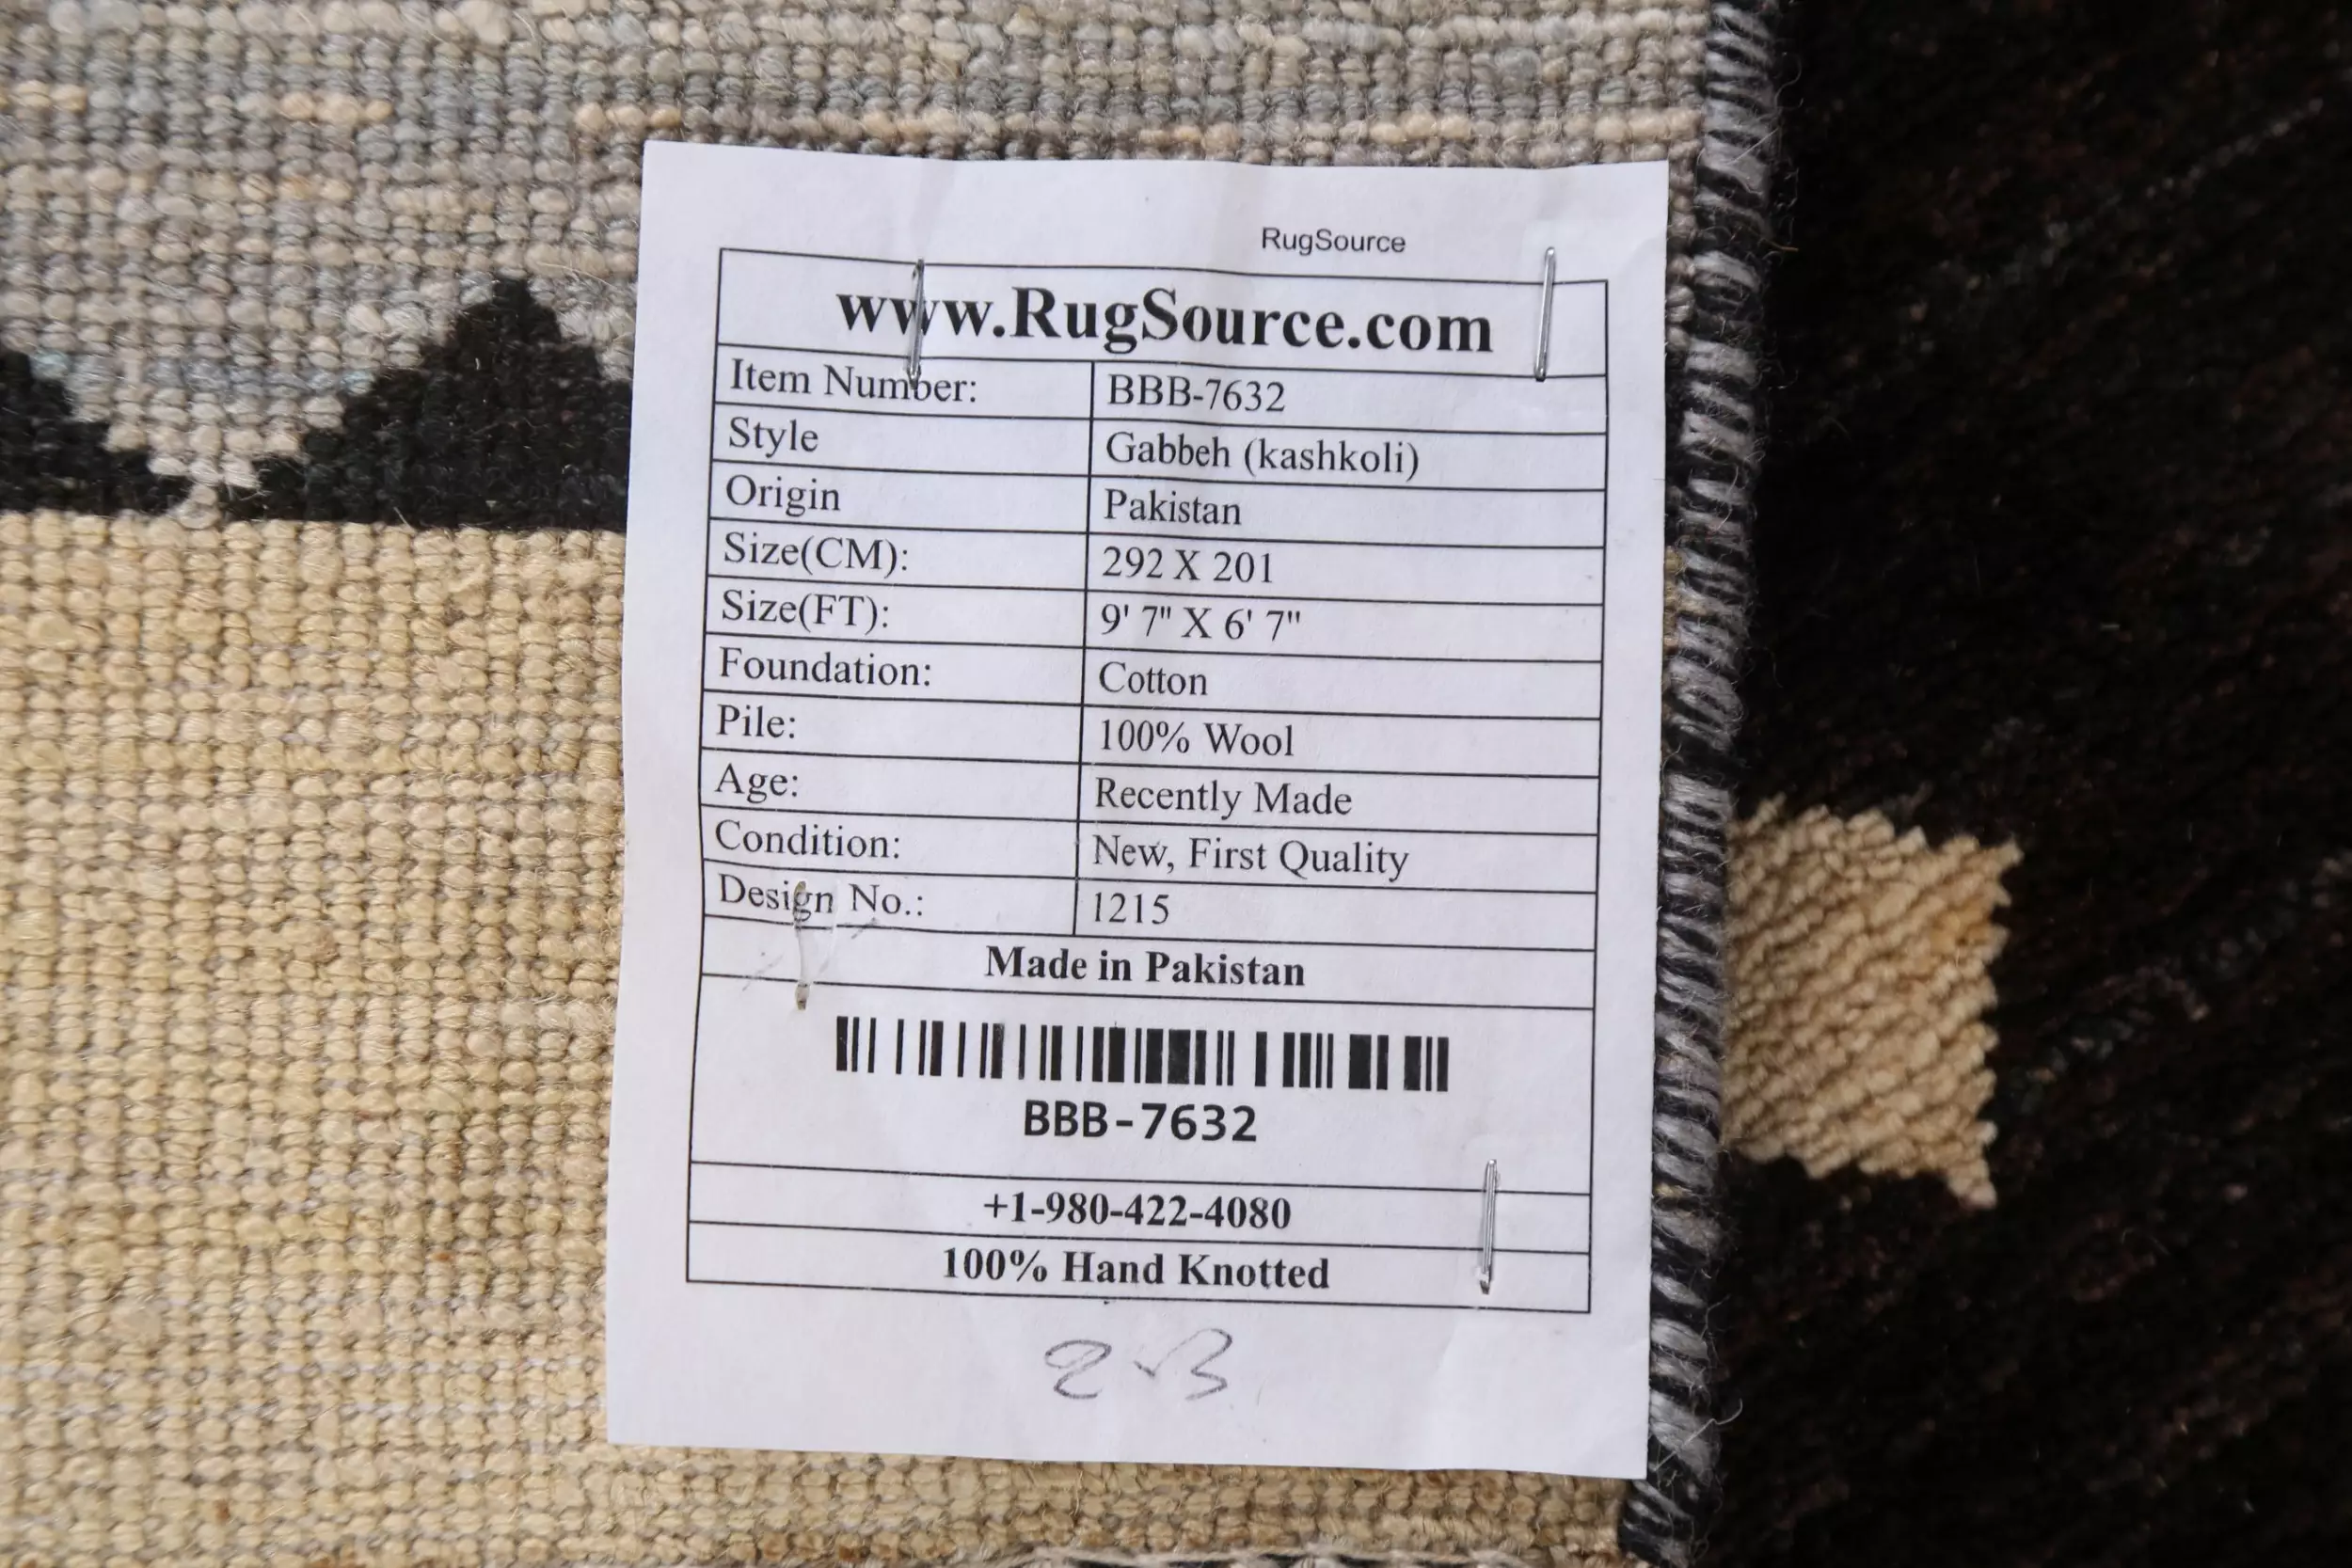 RugSource
www.RugSource.com
Item Number: BBB-7632
Style Gabbeh (kashkoli)
Origin Pakistan
Size(CM): 292 X 201
Size(FT): 9' 7" X 6' 7"
Foundation: Cotton
Pile: 100% Wool
Age: Recently Made
Condition: New, First Quality
Design No.: 1215
Made in Pakistan
BBB-7632
+1-980-422-4080
100% Hand Knotted